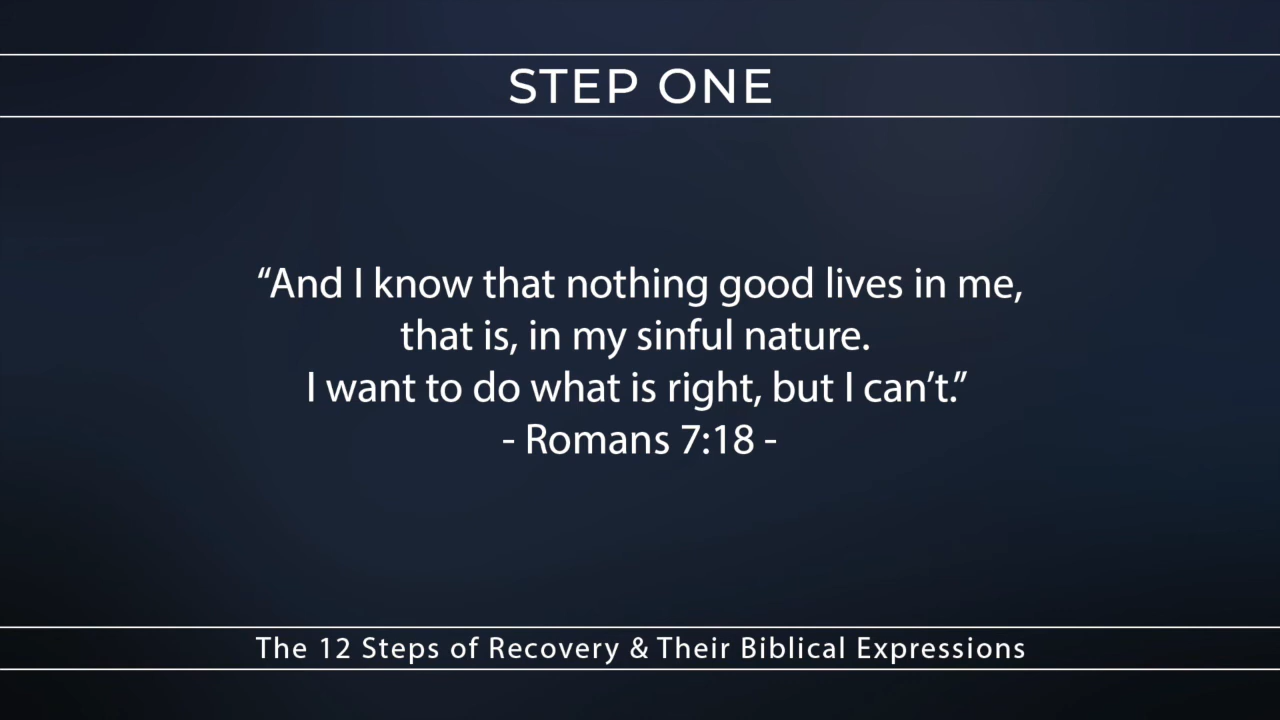 STEP ONE
“And I know that nothing good lives in me,
that is, in my sinful nature.
I want to do what is right, but I can’t.”
- Romans 7:18 -
The 12 Steps of Recovery & Their Biblical Expressions